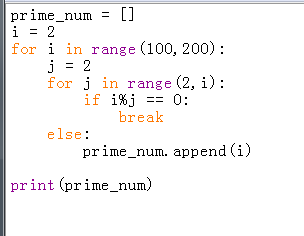 prime_num = []
i = 2
for i in range(100,200):
    j = 2
    for j in range(2,i):
        if i%j == 0:
            break
    else:
        prime_num.append(i)

print(prime_num)